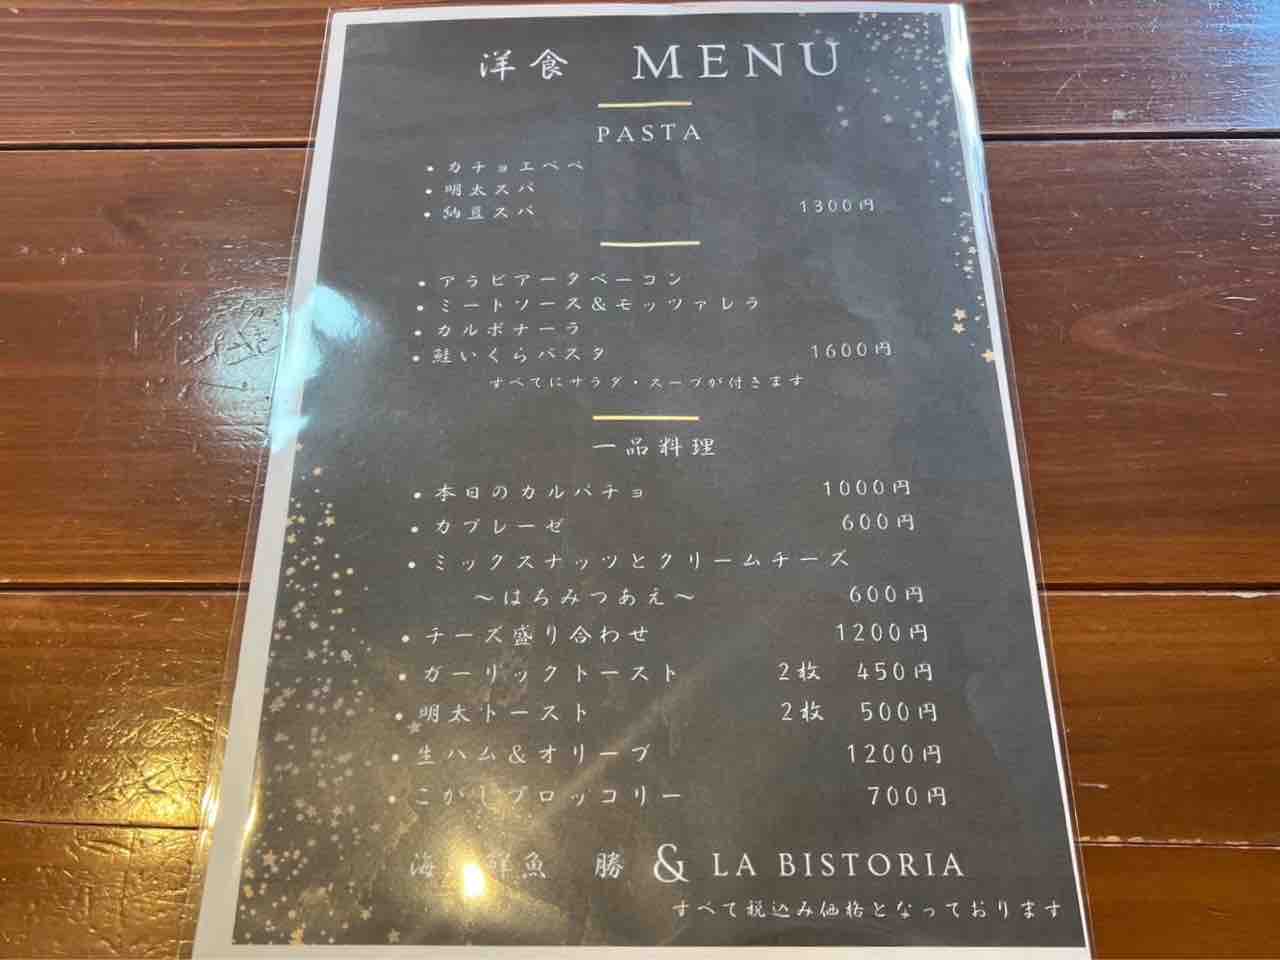 洋食 MENU
PASTA
• カチョエペペ
• 明太スパ
• 納豆スパ 1300円
• アラビアータベーコン
• ミートソース&モッツァレラ
• カルボナーラ
• 鮭いくらパスタ 1600円
すべてにサラダ・スープが付きます
一品料理
• 本日のカルパチョ 1000円
• カプレーゼ 600円
• ミックスナッツとクリームチーズ
～はちみつあえ～ 600円
• チーズ盛り合わせ 1200円
• ガーリックトースト 2枚 450円
• 明太トースト 2枚 500円
• 生ハム&オリーブ 1200円
• こがしブロッコリー 700円
海鮮魚 勝 & LA BISTORIA
すべて税込み価格となっております